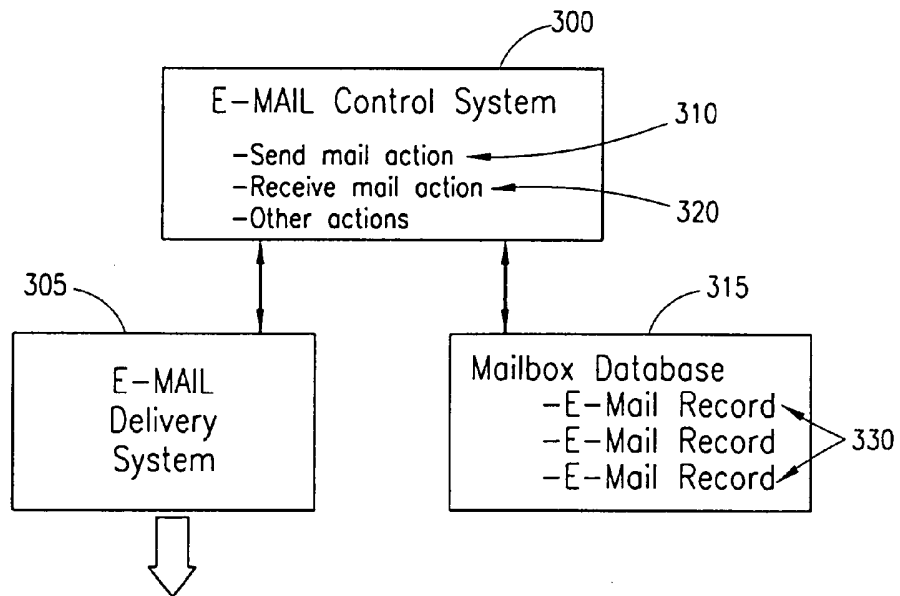 300
E-MAIL Control System
310
-Send mail action
-Receive mail action
320
-Other actions
305
315
E-MAIL
Delivery
System
Mailbox Database
-E-Mail Record
-E-Mail Record
330
-E-Mail Record